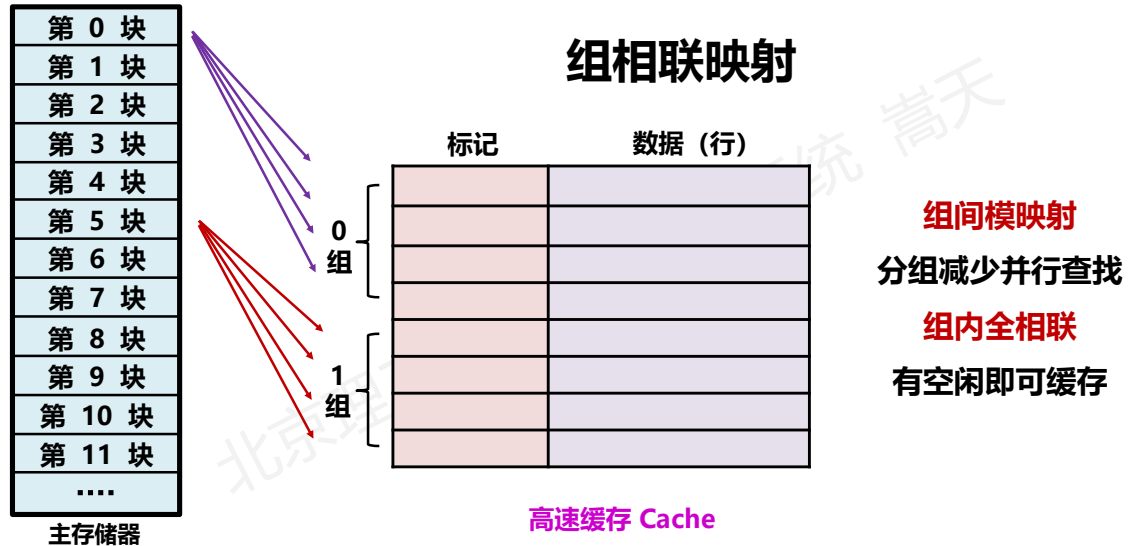 第 0 块
第 1 块
第 2 块
第 3 块
第 4 块
第 5 块
第 6 块
第 7 块
第 8 块
第 9 块
第 10 块
第 11 块
....
主存储器
组相联映射
标记
数据（行）
0
组
1
组
高速缓存 Cache
组间模映射
分组减少并行查找
组内全相联
有空闲即可缓存
北京理
统 嵩天